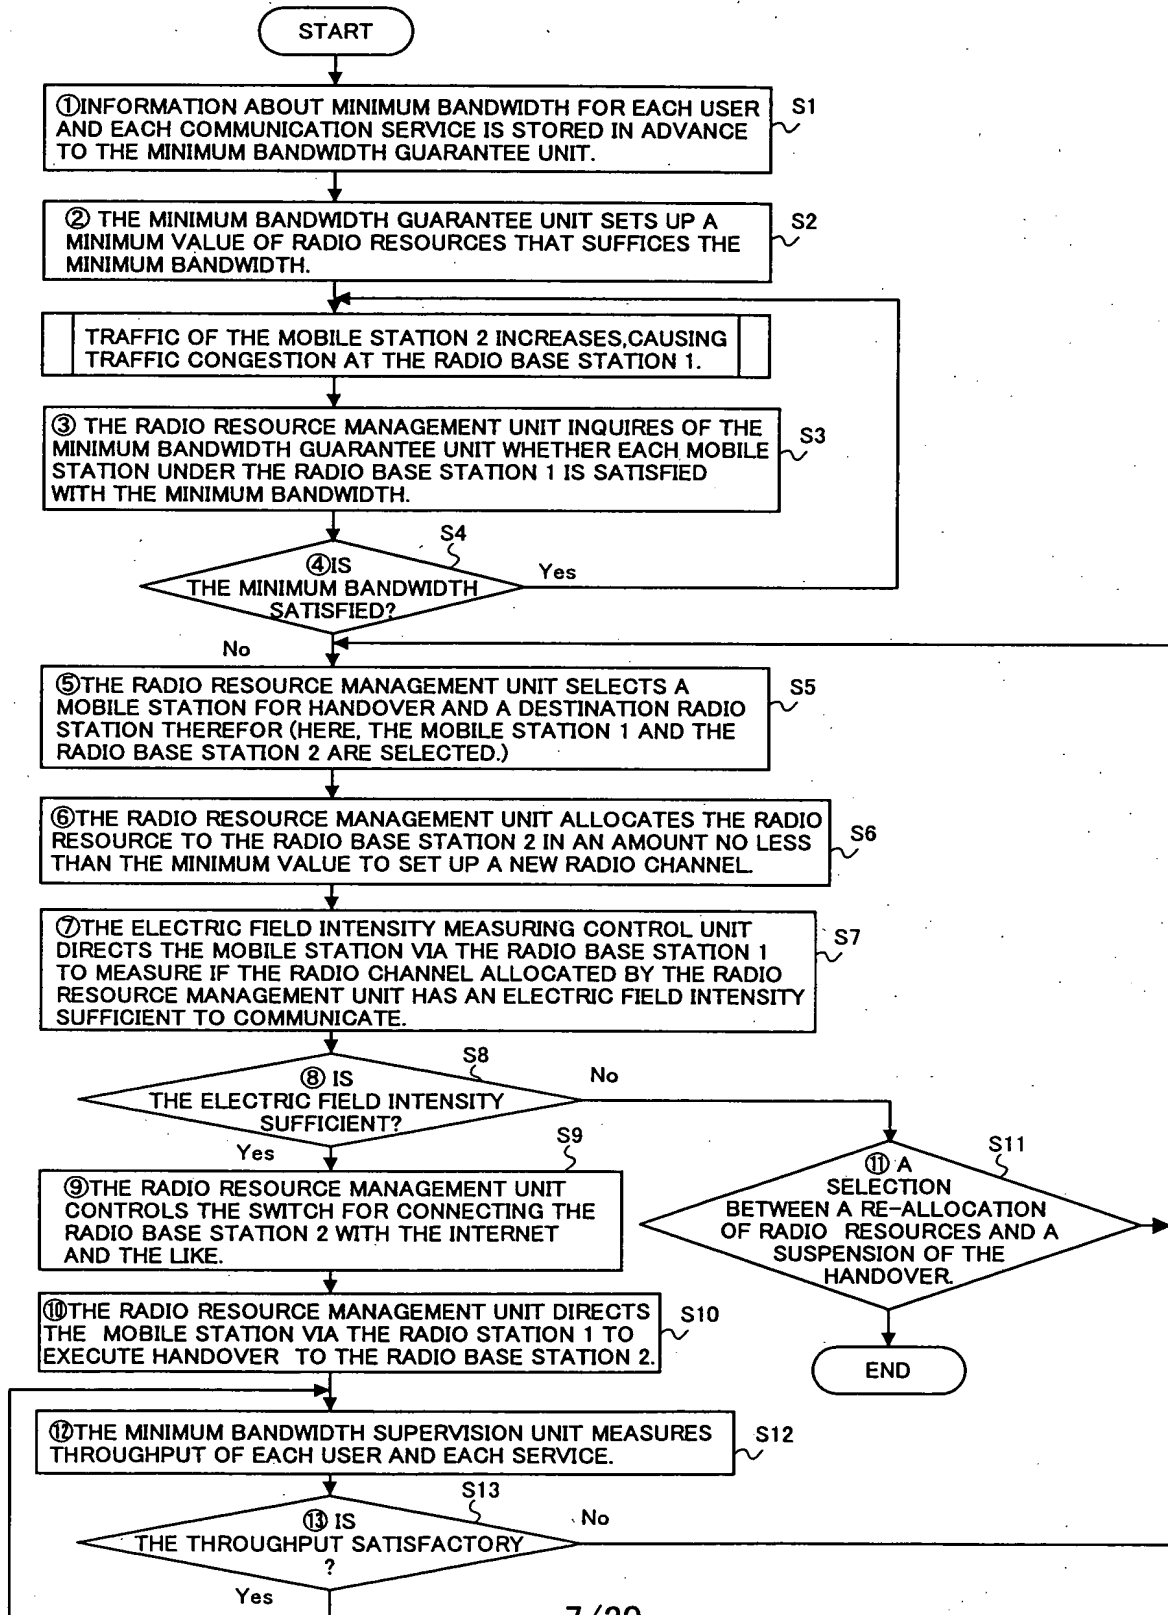 START
①INFORMATION ABOUT MINIMUM BANDWIDTH FOR EACH USER
AND EACH COMMUNICATION SERVICE IS STORED IN ADVANCE
TO THE MINIMUM BANDWIDTH GUARANTEE UNIT.
S1
② THE MINIMUM BANDWIDTH GUARANTEE UNIT SETS UP A
MINIMUM VALUE OF RADIO RESOURCES THAT SUFFICES THE
MINIMUM BANDWIDTH.
S2
TRAFFIC OF THE MOBILE STATION 2 INCREASES,CAUSING
TRAFFIC CONGESTION AT THE RADIO BASE STATION 1.
③ THE RADIO RESOURCE MANAGEMENT UNIT INQUIRES OF THE
MINIMUM BANDWIDTH GUARANTEE UNIT WHETHER EACH MOBILE
STATION UNDER THE RADIO BASE STATION 1 IS SATISFIED
WITH THE MINIMUM BANDWIDTH.
S3
S4
④IS
THE MINIMUM BANDWIDTH
SATISFIED?
Yes
No
⑤THE RADIO RESOURCE MANAGEMENT UNIT SELECTS A
MOBILE STATION FOR HANDOVER AND A DESTINATION RADIO
STATION THEREFOR (HERE, THE MOBILE STATION 1 AND THE
RADIO BASE STATION 2 ARE SELECTED.)
S5
⑥THE RADIO RESOURCE MANAGEMENT UNIT ALLOCATES THE RADIO
RESOURCE TO THE RADIO BASE STATION 2 IN AN AMOUNT NO LESS
THAN THE MINIMUM VALUE TO SET UP A NEW RADIO CHANNEL.
S6
⑦THE ELECTRIC FIELD INTENSITY MEASURING CONTROL UNIT
DIRECTS THE MOBILE STATION VIA THE RADIO BASE STATION 1
TO MEASURE IF THE RADIO CHANNEL ALLOCATED BY THE RADIO
RESOURCE MANAGEMENT UNIT HAS AN ELECTRIC FIELD INTENSITY
SUFFICIENT TO COMMUNICATE.
S7
S8
⑧ IS
THE ELECTRIC FIELD INTENSITY
SUFFICIENT?
No
Yes
S9
⑨THE RADIO RESOURCE MANAGEMENT UNIT
CONTROLS THE SWITCH FOR CONNECTING THE
RADIO BASE STATION 2 WITH THE INTERNET
AND THE LIKE.
S11
⑪ A
SELECTION
BETWEEN A RE-ALLOCATION
OF RADIO RESOURCES AND A
SUSPENSION OF THE
HANDOVER.
⑩THE RADIO RESOURCE MANAGEMENT UNIT DIRECTS
THE MOBILE STATION VIA THE RADIO STATION 1 TO
EXECUTE HANDOVER TO THE RADIO BASE STATION 2.
S10
END
⑫THE MINIMUM BANDWIDTH SUPERVISION UNIT MEASURES
THROUGHPUT OF EACH USER AND EACH SERVICE.
S12
S13
⑬ IS
THE THROUGHPUT SATISFACTORY
?
No
Yes